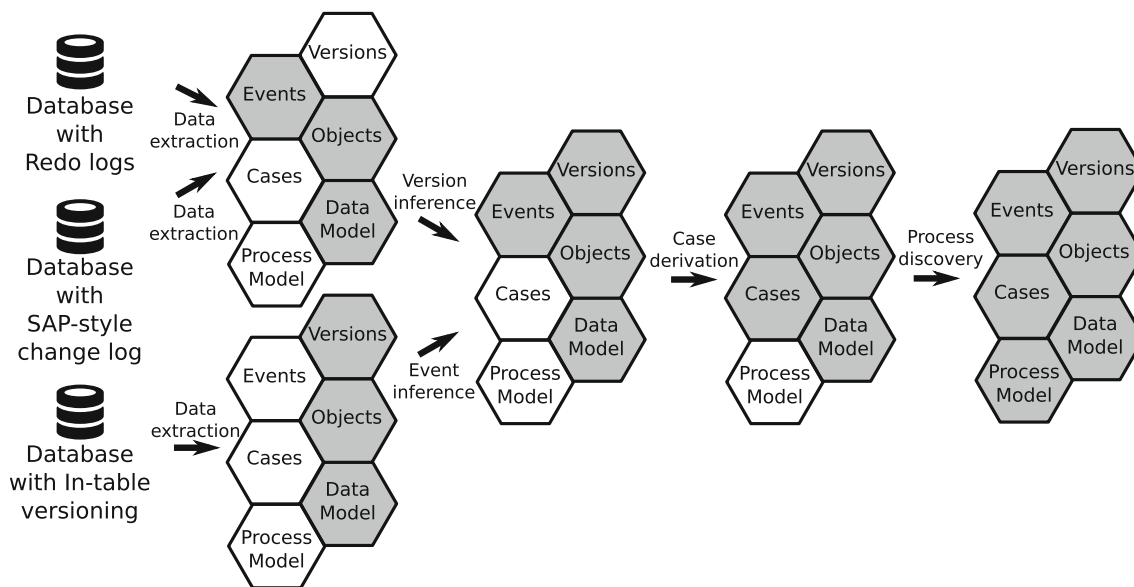 Database
with
Redo logs
Database
with
SAP-style
change log
Database
with In-table
versioning
Data
extraction
Data
extraction
Data
extraction
Versions
Events
Objects
Cases
Data
Model
Process
Model
Versions
Events
Objects
Cases
Data
Model
Process
Model
Version
inference
Event
inference
Versions
Events
Objects
Cases
Data
Model
Process
Model
Case
derivation
Versions
Events
Objects
Cases
Data
Model
Process
Model
Process
discovery
Versions
Events
Objects
Cases
Data
Model
Process
Model